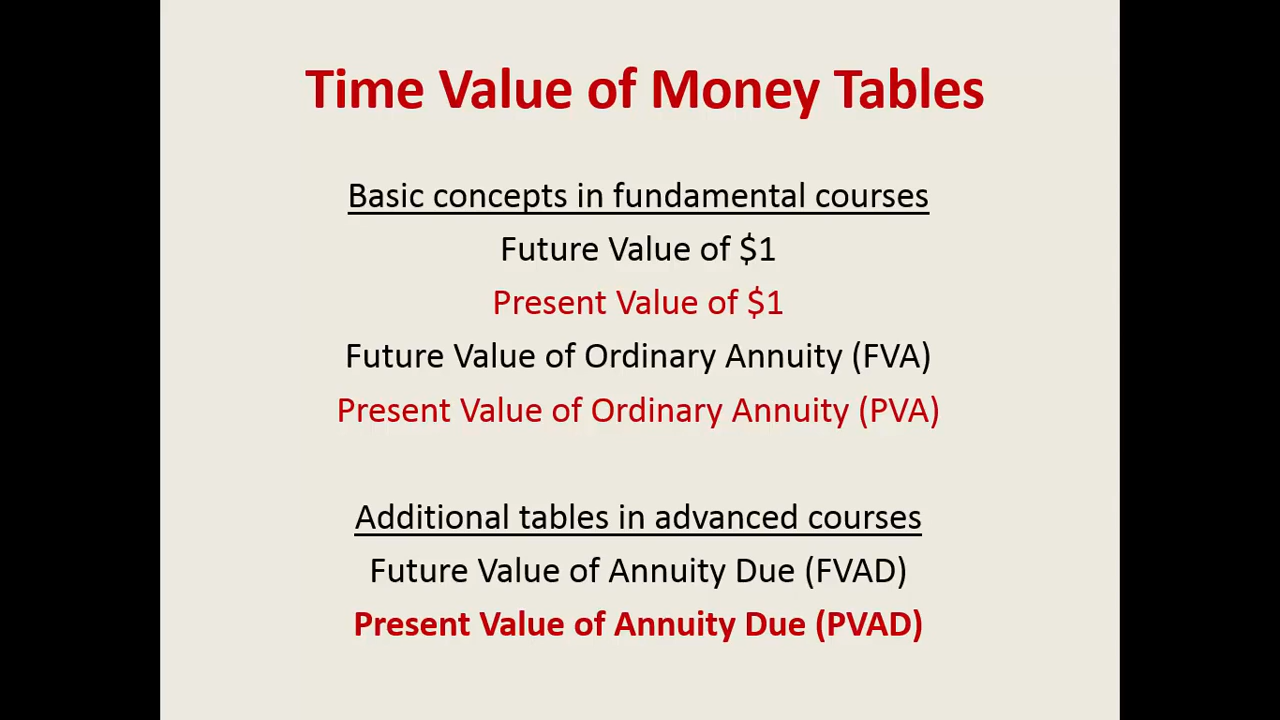 Time Value of Money Tables
Basic concepts in fundamental courses
Future Value of $1
Present Value of $1
Future Value of Ordinary Annuity (FVA)
Present Value of Ordinary Annuity (PVA)
Additional tables in advanced courses
Future Value of Annuity Due (FVAD)
Present Value of Annuity Due (PVAD)